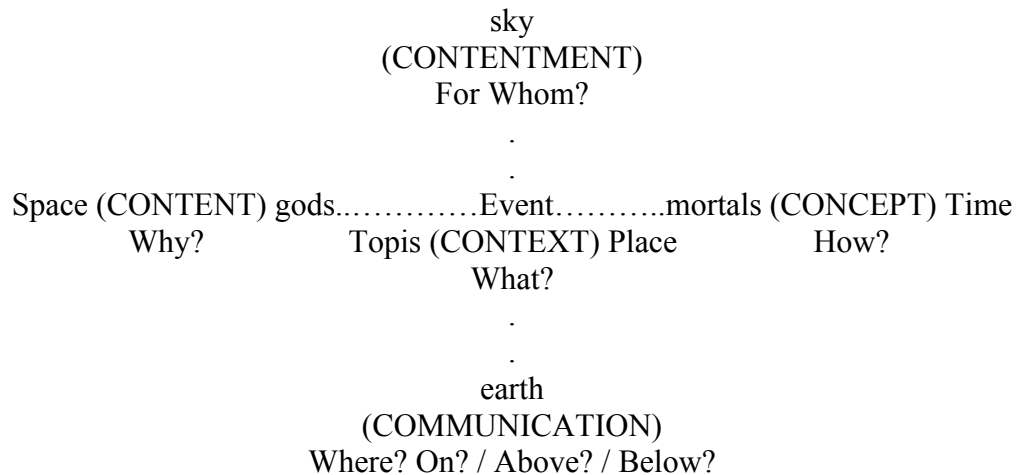 sky
(CONTENTMENT)
For Whom?
.
.
Space (CONTENT) gods..…………Event………..mortals (CONCEPT) Time
Why? Topis (CONTEXT) Place How?
What?
.
.
earth
(COMMUNICATION)
Where? On? / Above? / Below?